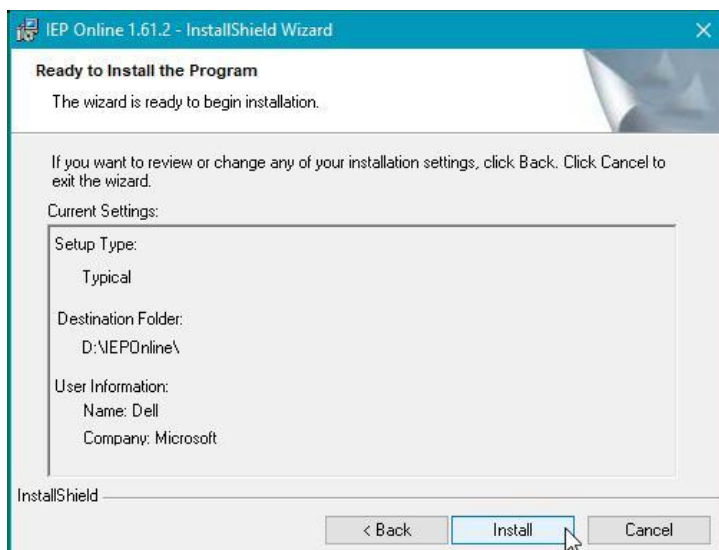 IEP Online 1.61.2 - InstallShield Wizard
Ready to Install the Program
The wizard is ready to begin installation.
If you want to review or change any of your installation settings, click Back. Click Cancel to
exit the wizard.
Current Settings:
Setup Type:
Typical
Destination Folder:
D:\IEPOnline\
User Information:
Name: Dell
Company: Microsoft
InstallShield
< Back
Install
Cancel